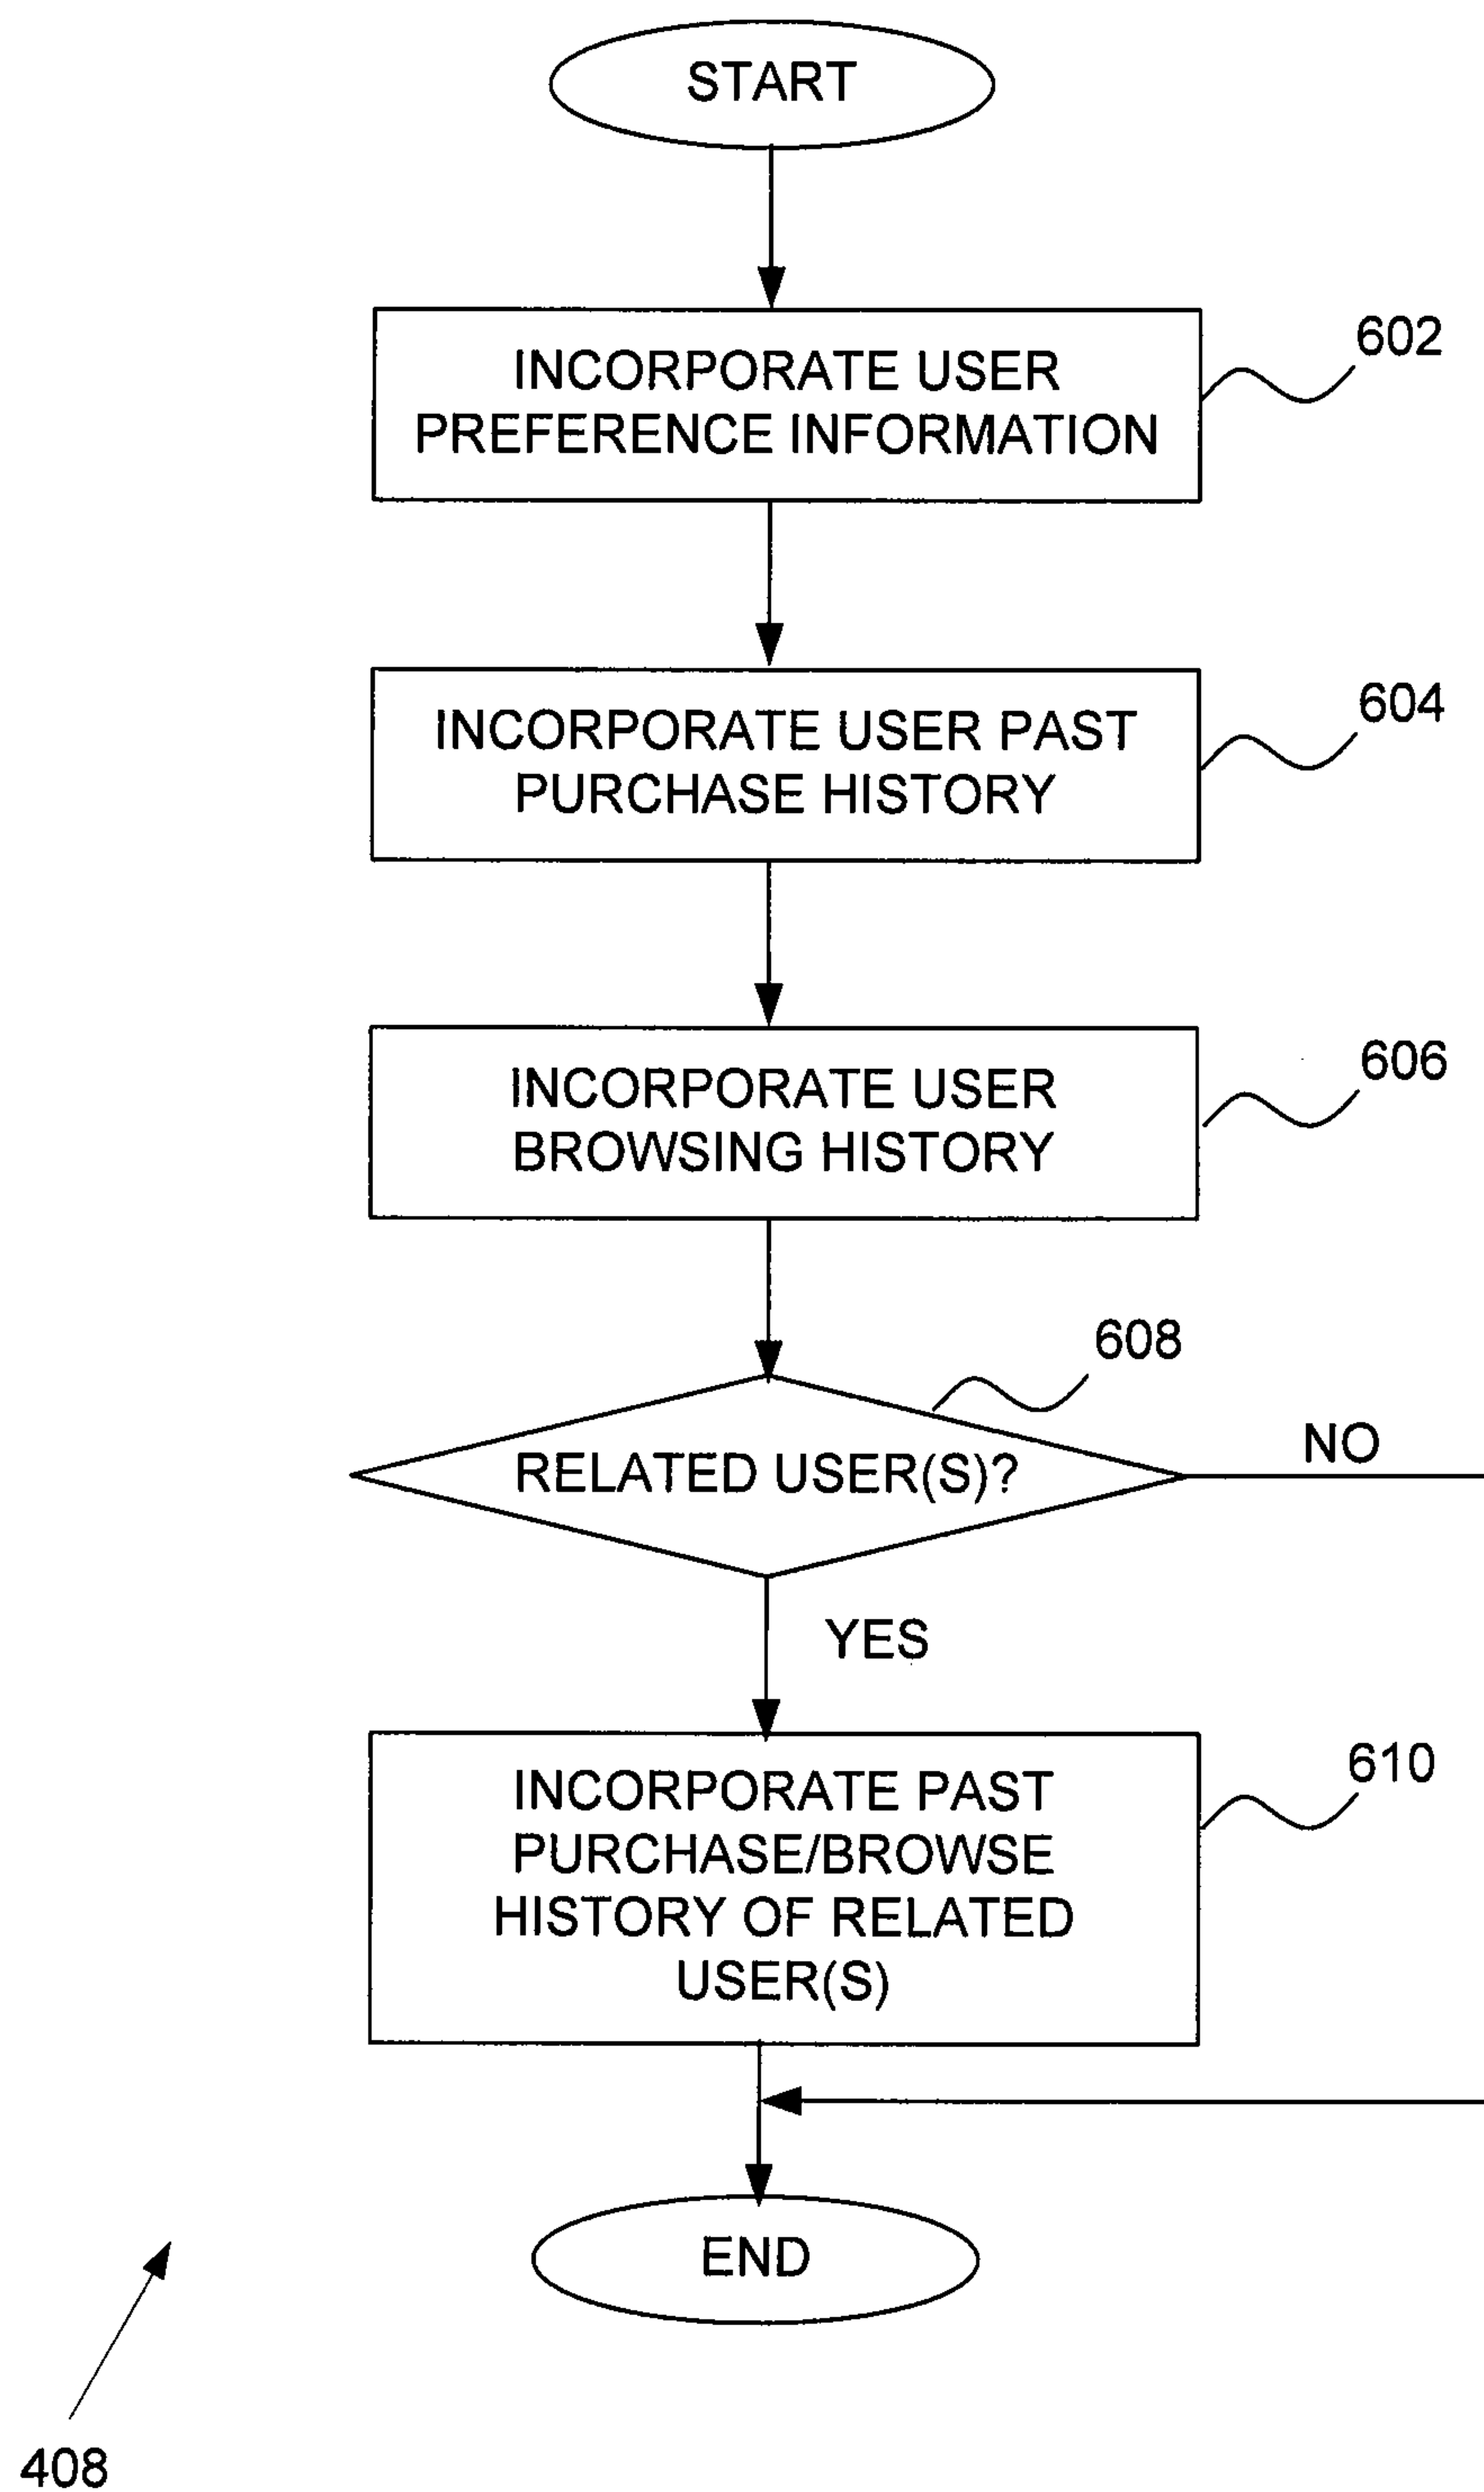 START
INCORPORATE USER
PREFERENCE INFORMATION
602
INCORPORATE USER PAST
PURCHASE HISTORY
604
INCORPORATE USER
BROWSING HISTORY
606
608
RELATED USER(S)?
NO
YES
INCORPORATE PAST
PURCHASE/BROWSE
HISTORY OF RELATED
USER(S)
610
END
408